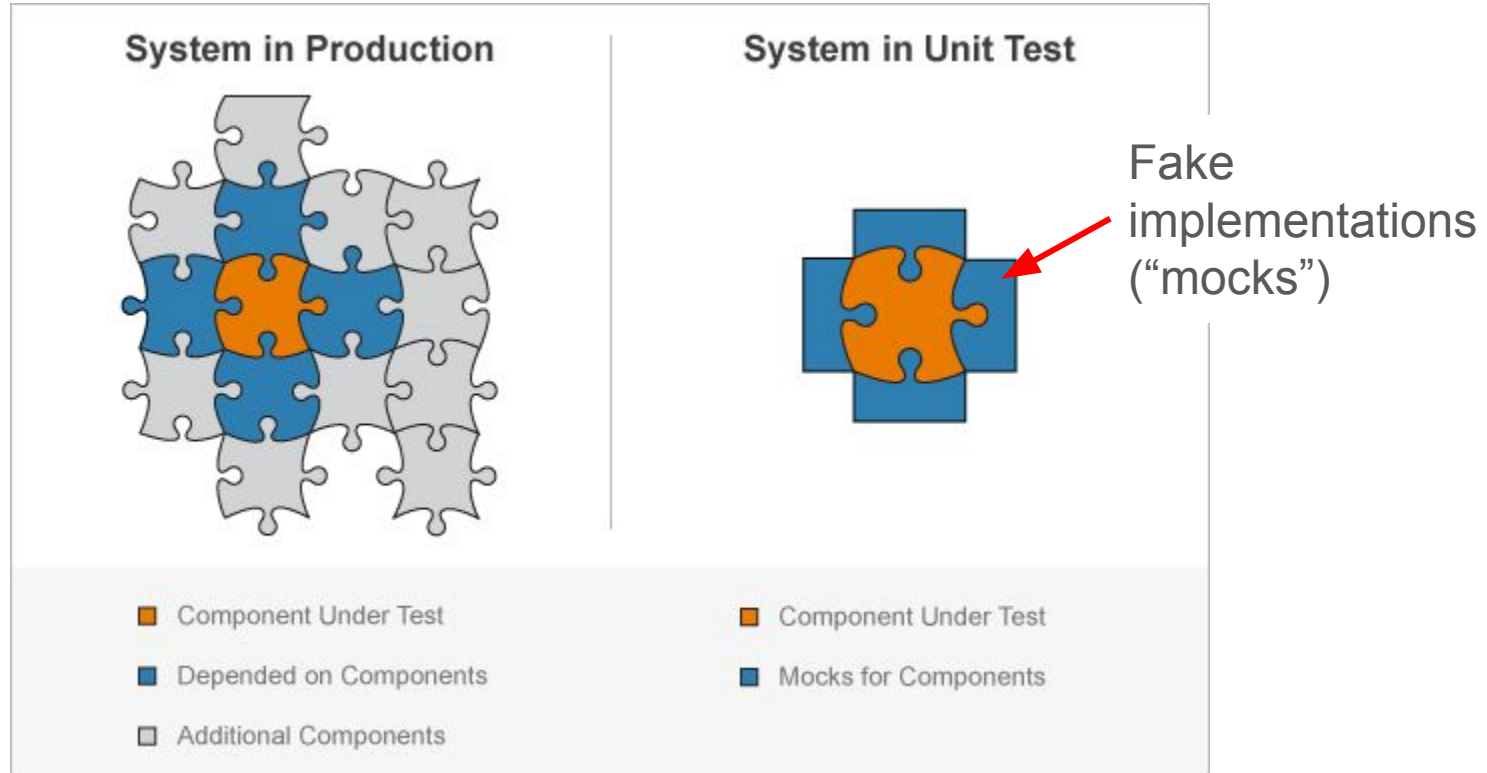 System in Production
System in Unit Test
Fake
implementations
(“mocks”)
Component Under Test
Depended on Components
Additional Components
Component Under Test
Mocks for Components